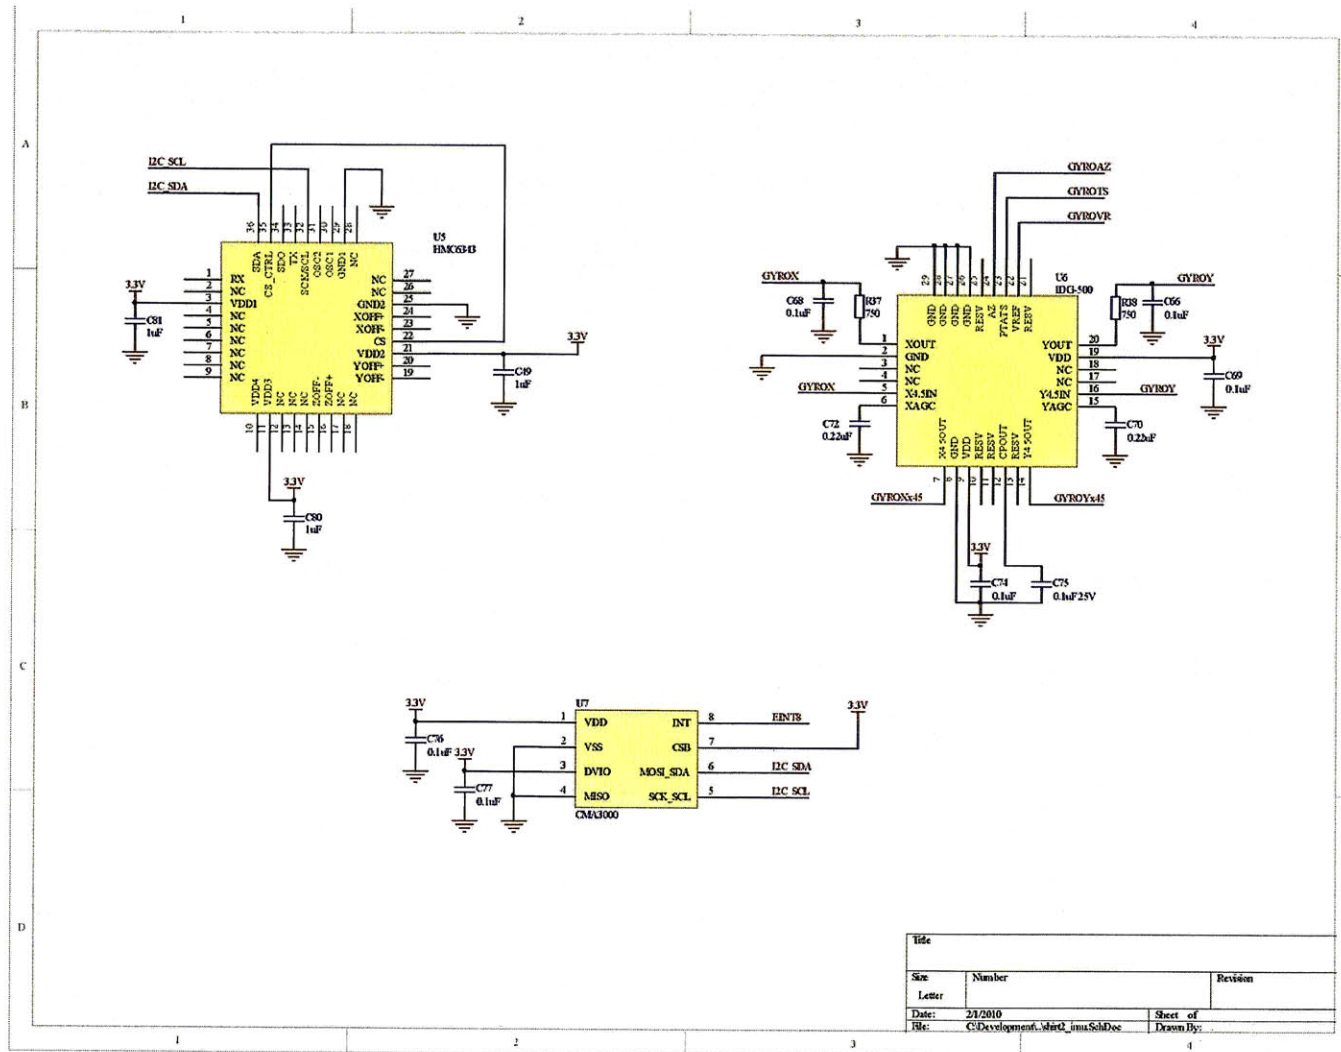 1 2 3 4
A
B
C
D
I2C_SCL
I2C_SDA
36 35 34 33 32 31 30 29 28
SDA
CS_CTRL
SDO
TX
SCK/SCL
OSC2
OSC1
GND1
NC
U5
HMC6343
1 RX
2 NC
3 VDD1
4 NC
5 NC
6 NC
7 NC
8 NC
9 NC
NC 27
NC 26
GND2 25
XOFF+ 24
XOFF- 23
CS 22
VDD2 21
YOFF+ 20
YOFF- 19
VDD4
VDD3
NC
NC
NC
ZOFF-
ZOFF+
NC
NC
10 11 12 13 14 15 16 17 18
3.3V
C81
1uF
3.3V
C49
1uF
3.3V
C80
1uF
GYROAZ
GYROTS
GYROVR
29 28 27 26 25 24 23 22 21
GND
GND
GND
GND
RESV
AZ
PTATS
VREF
RESV
U6
IDG-500
GYROX
C68
0.1uF
R37
750
R38
750
C66
0.1uF
GYROY
1 XOUT
2 GND
3 NC
4 NC
5 X4.5IN
6 XAGC
GYROX
C72
0.22uF
YOUT 20
VDD 19
NC 18
NC 17
Y4.5IN 16
YAGC 15
GYROY
3.3V
C69
0.1uF
C70
0.22uF
X4.5OUT
GND
VDD
RESV
RESV
CPOUT
RESV
Y4.5OUT
7 8 9 10 11 12 13 14
GYROXx45
GYROYx45
3.3V
C74
0.1uF
C75
0.1uF25V
U7
1 VDD
2 VSS
3 DVIO
4 MISO
INT 8
CSB 7
MOSI_SDA 6
SCK_SCL 5
CMA3000
EINT8
I2C_SDA
I2C_SCL
3.3V
3.3V
C76
0.1uF
3.3V
C77
0.1uF
Title
Size Number Revision
Letter
Date: 2/1/2010 Sheet of
File: C:\Development\..\shirt2_imu.SchDoc Drawn By:
1 2 3 4